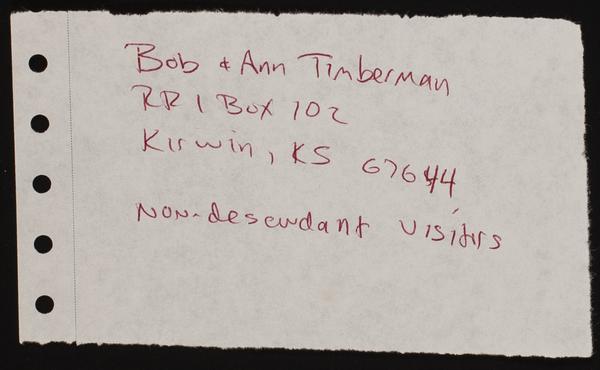 Bob & Ann Timberman
RR 1 Box 102
Kirwin, KS 67644
Non-descendant visitors